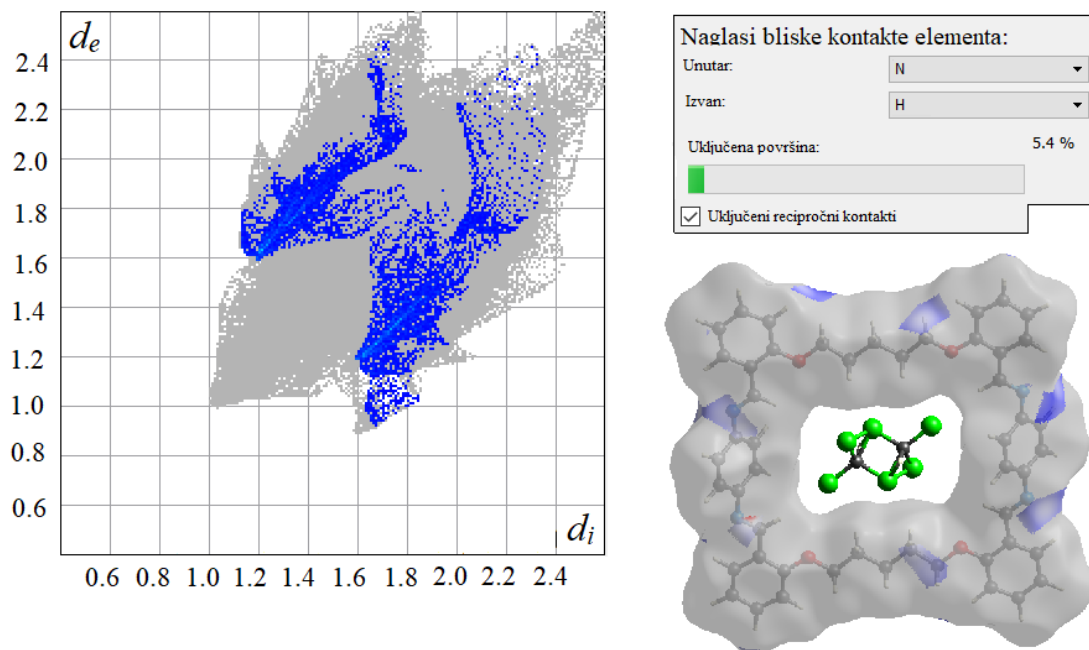 dₑ
2.4
2.2
2.0
1.8
1.6
1.4
1.2
1.0
0.8
0.6
dᵢ
0.6 0.8 1.0 1.2 1.4 1.6 1.8 2.0 2.2 2.4
Naglasi bliske kontakte elementa:
Unutar: N
Izvan: H
Uključena površina: 5.4 %
Uključeni recipročni kontakti